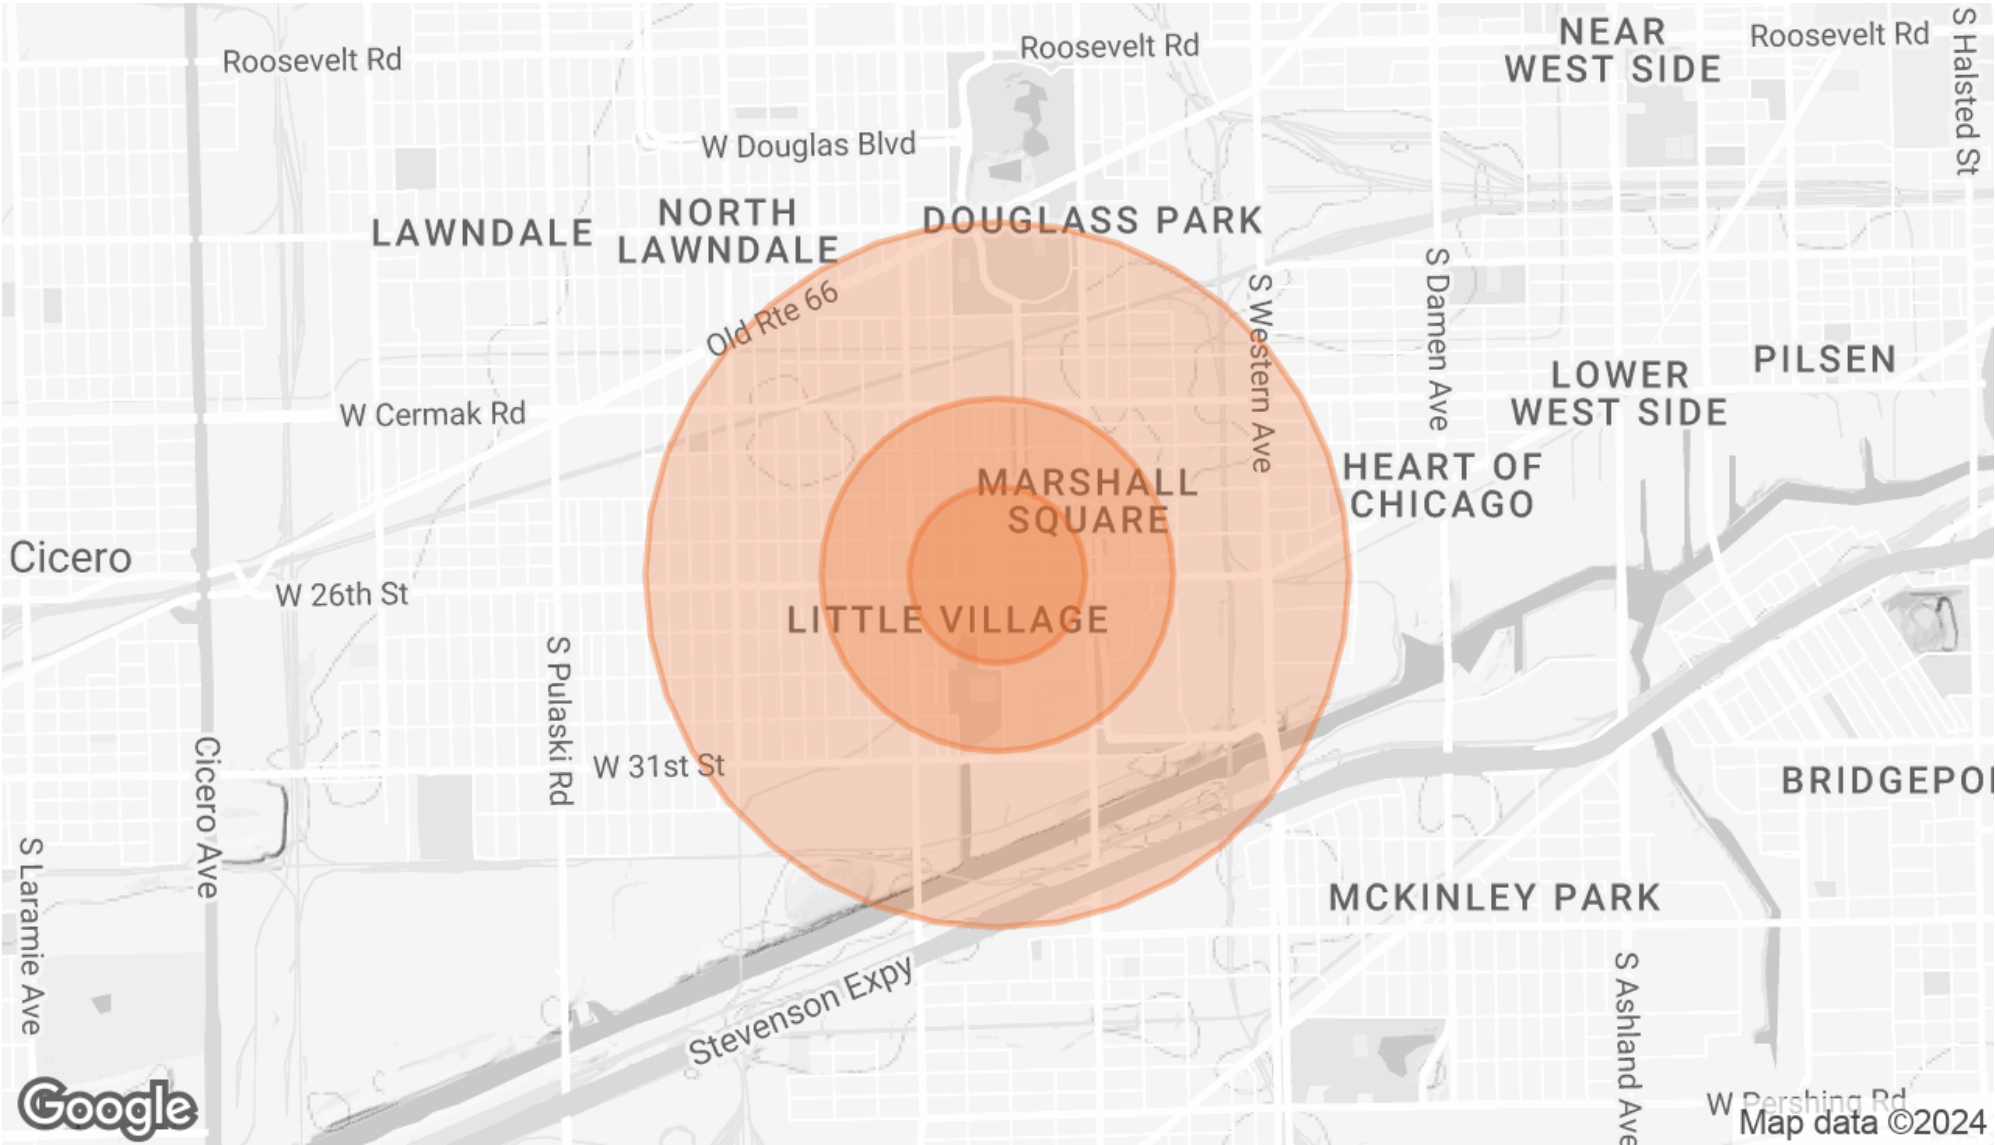 NEAR
WEST SIDE
Roosevelt Rd
Roosevelt Rd
Roosevelt Rd
S Halsted St
W Douglas Blvd
LAWNDALE
NORTH
LAWNDALE
DOUGLASS PARK
Old Rte 66
S Western Ave
S Damen Ave
LOWER
WEST SIDE
PILSEN
W Cermak Rd
MARSHALL
SQUARE
HEART OF
CHICAGO
Cicero
W 26th St
LITTLE VILLAGE
S Pulaski Rd
W 31st St
Cicero Ave
S Laramie Ave
BRIDGEPO
MCKINLEY PARK
Stevenson Expy
S Ashland Ave
W Pershing Rd
Google
Map data ©2024